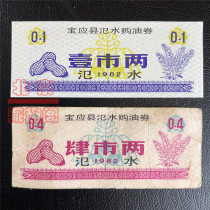 宝应县氾水购油券
0·1 0·1
壹市两
氾 1982 水
宝应县氾水购油券
0·4 0·4
肆市两
氾 1982 水